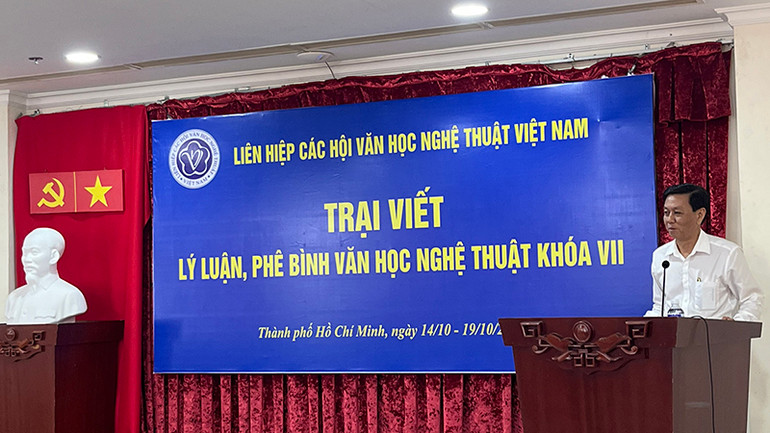 LIÊN HIỆP CÁC HỘI VĂN HỌC NGHỆ THUẬT VIỆT NAM
TRẠI VIẾT
LÝ LUẬN, PHÊ BÌNH VĂN HỌC NGHỆ THUẬT KHÓA VII
Thành phố Hồ Chí Minh, ngày 14/10 - 19/10/2